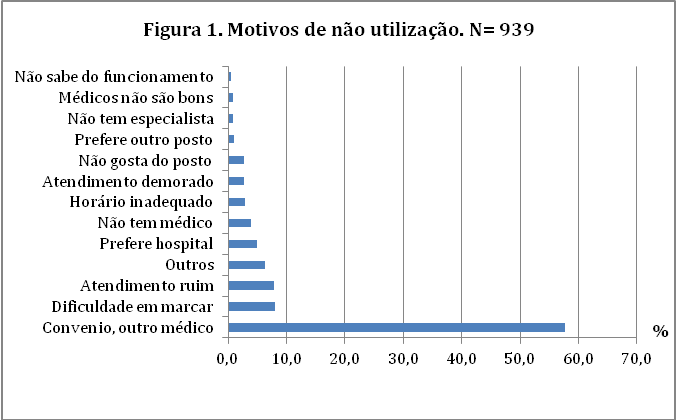 Figura 1. Motivos de não utilização. N= 939
Não sabe do funcionamento
Médicos não são bons
Não tem especialista
Prefere outro posto
Não gosta do posto
Atendimento demorado
Horário inadequado
Não tem médico
Prefere hospital
Outros
Atendimento ruim
Dificuldade em marcar
Convenio, outro médico
%
0,0 10,0 20,0 30,0 40,0 50,0 60,0 70,0